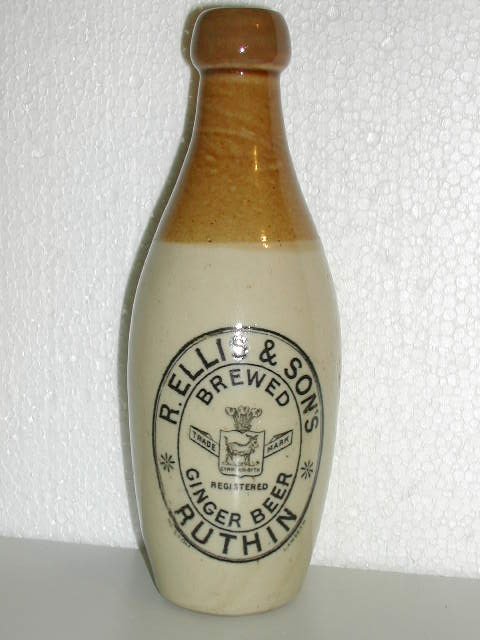 R. ELLIS & SON'S
BREWED
TRADE MARK
REGISTERED
GINGER BEER
RUTHIN